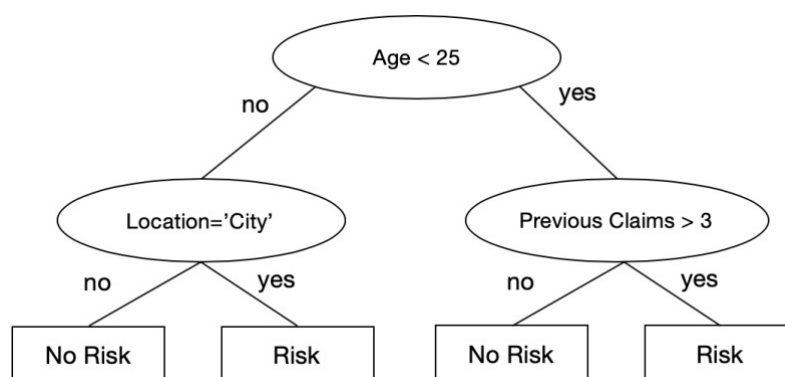 Age < 25
no
yes
Location=’City’
Previous Claims > 3
no
yes
no
yes
No Risk
Risk
No Risk
Risk